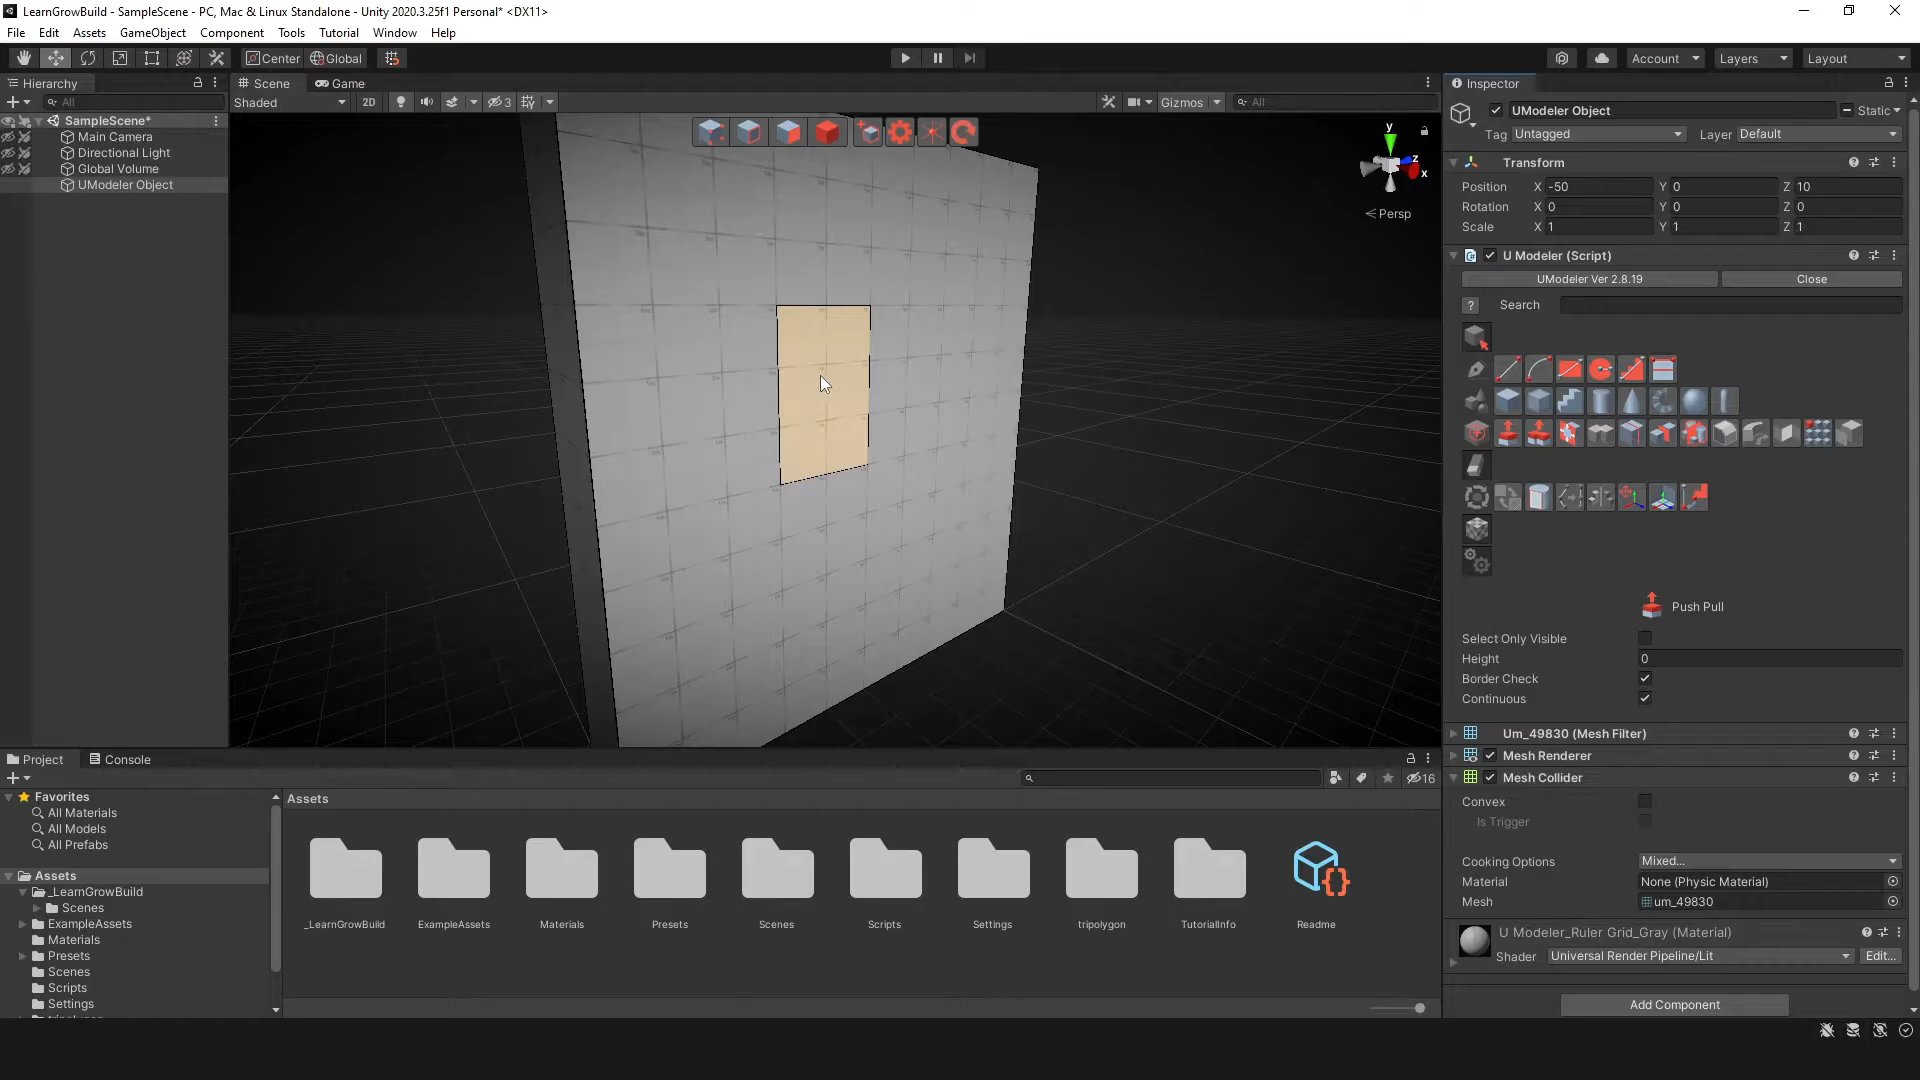 LearnGrowBuild - SampleScene - PC, Mac & Linux Standalone - Unity 2020.3.25f1 Personal* <DX11>
File Edit Assets GameObject Component Tools Tutorial Window Help
Center Global Account Layers Layout
Hierarchy Scene Game Inspector
All Shaded 2D 3 Gizmos All
SampleScene*
Main Camera
Directional Light
Global Volume
UModeler Object
y
z
x
Persp
UModeler Object Static
Tag Untagged Layer Default
Transform
Position X -50 Y 0 Z 10
Rotation X 0 Y 0 Z 0
Scale X 1 Y 1 Z 1
U Modeler (Script)
UModeler Ver 2.8.19 Close
? Search
Push Pull
Select Only Visible
Height 0
Border Check
Continuous
Um_49830 (Mesh Filter)
Mesh Renderer
Mesh Collider
Convex
Is Trigger
Cooking Options Mixed...
Material None (Physic Material)
Mesh um_49830
U Modeler_Ruler Grid_Gray (Material)
Shader Universal Render Pipeline/Lit Edit...
Add Component
Project Console
16
Favorites
All Materials
All Models
All Prefabs
Assets
_LearnGrowBuild
Scenes
ExampleAssets
Materials
Presets
Scenes
Scripts
Settings
Assets
_LearnGrowBuild ExampleAssets Materials Presets Scenes Scripts Settings tripolygon TutorialInfo Readme